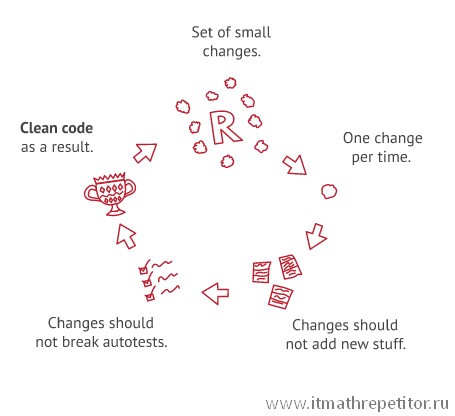 Set of small
changes.
R
One change
per time.
Changes should
not add new stuff.
Changes should
not break autotests.
Clean code
as a result.
www.itmathrepetitor.ru